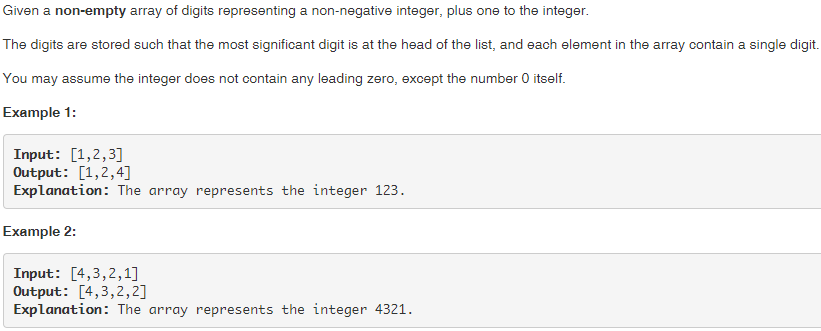 Given a non-empty array of digits representing a non-negative integer, plus one to the integer.
The digits are stored such that the most significant digit is at the head of the list, and each element in the array contain a single digit.
You may assume the integer does not contain any leading zero, except the number 0 itself.
Example 1:
Input: [1,2,3]
Output: [1,2,4]
Explanation: The array represents the integer 123.
Example 2:
Input: [4,3,2,1]
Output: [4,3,2,2]
Explanation: The array represents the integer 4321.